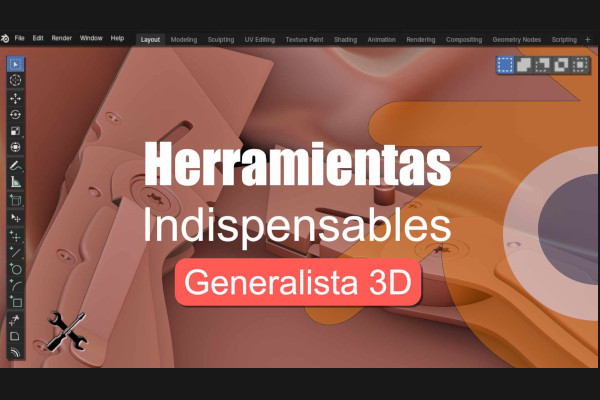 File Edit Render Window Help Layout Modeling Sculpting UV Editing Texture Paint Shading Animation Rendering Compositing Geometry Nodes Scripting +
Herramientas
Indispensables
Generalista 3D